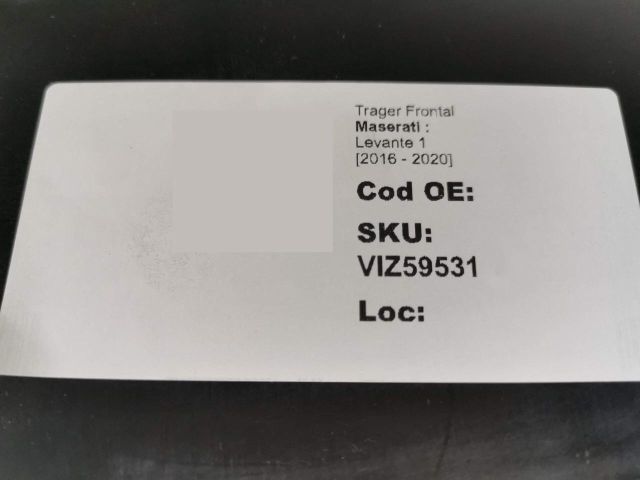 Trager Frontal
Maserati :
Levante 1
[2016 - 2020]
Cod OE:
SKU:
VIZ59531
Loc: